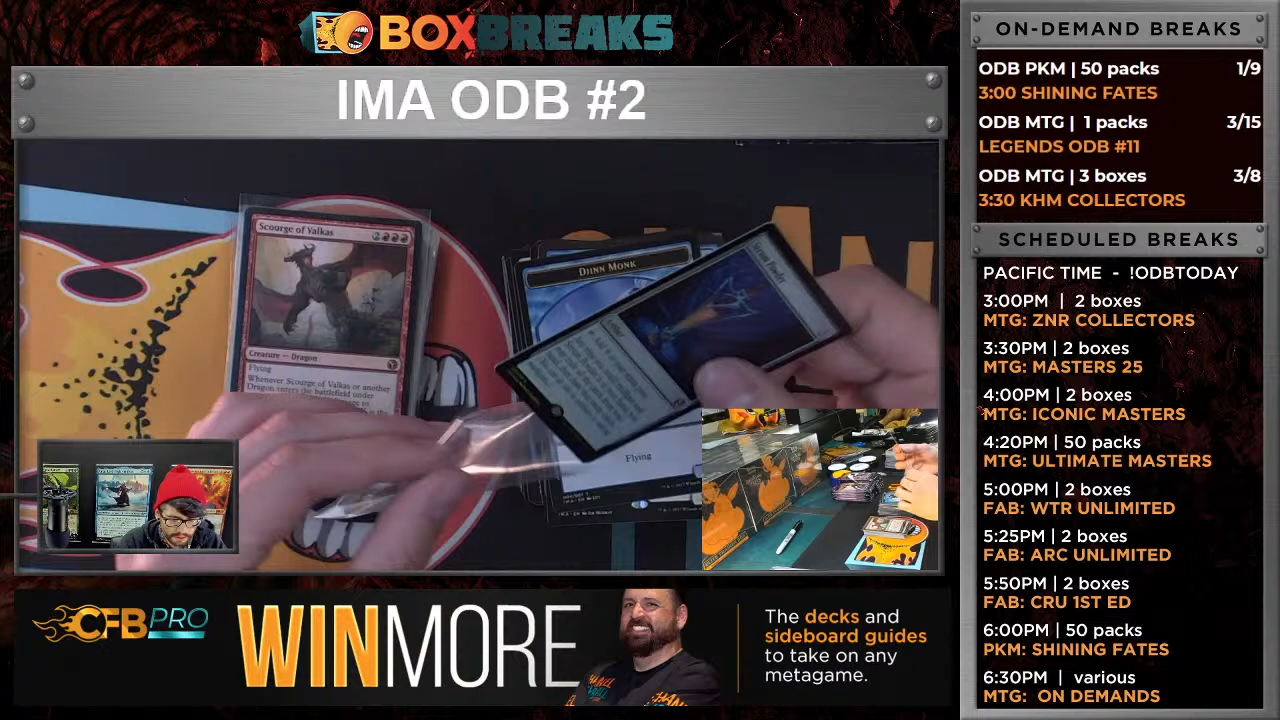 BOXBREAKS
IMA ODB #2
Scourge of Valkas
Creature — Dragon
Flying
Whenever Scourge of Valkas or another
Dragon enters the battlefield under
DJINN MONK
Flying
CFB PRO
WINMORE
The decks and
sideboard guides
to take on any
metagame.
ON-DEMAND BREAKS
ODB PKM | 50 packs 1/9
3:00 SHINING FATES
ODB MTG | 1 packs 3/15
LEGENDS ODB #11
ODB MTG | 3 boxes 3/8
3:30 KHM COLLECTORS
SCHEDULED BREAKS
PACIFIC TIME - !ODBTODAY
3:00PM | 2 boxes
MTG: ZNR COLLECTORS
3:30PM | 2 boxes
MTG: MASTERS 25
4:00PM | 2 boxes
MTG: ICONIC MASTERS
4:20PM | 50 packs
MTG: ULTIMATE MASTERS
5:00PM | 2 boxes
FAB: WTR UNLIMITED
5:25PM | 2 boxes
FAB: ARC UNLIMITED
5:50PM | 2 boxes
FAB: CRU 1ST ED
6:00PM | 50 packs
PKM: SHINING FATES
6:30PM | various
MTG: ON DEMANDS